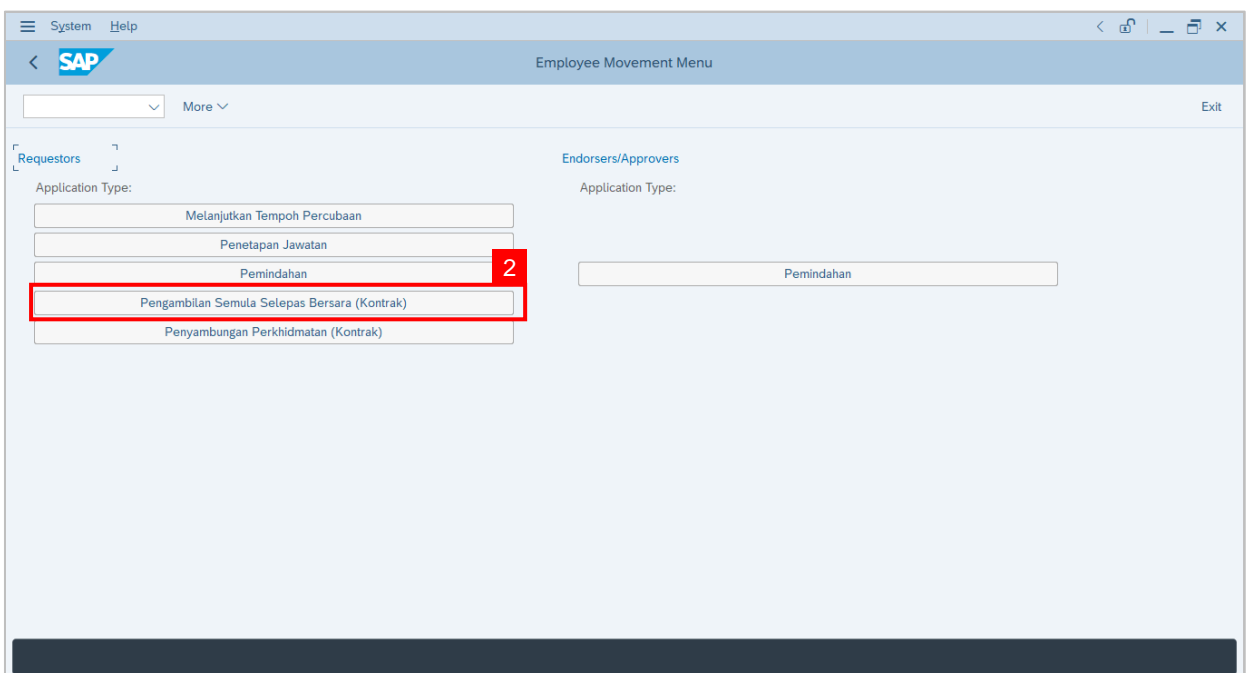 System Help
SAP
Employee Movement Menu
More
Exit
Requestors
Application Type:
Melanjutkan Tempoh Percubaan
Penetapan Jawatan
Pemindahan
2
Pengambilan Semula Selepas Bersara (Kontrak)
Penyambungan Perkhidmatan (Kontrak)
Endorsers/Approvers
Application Type:
Pemindahan